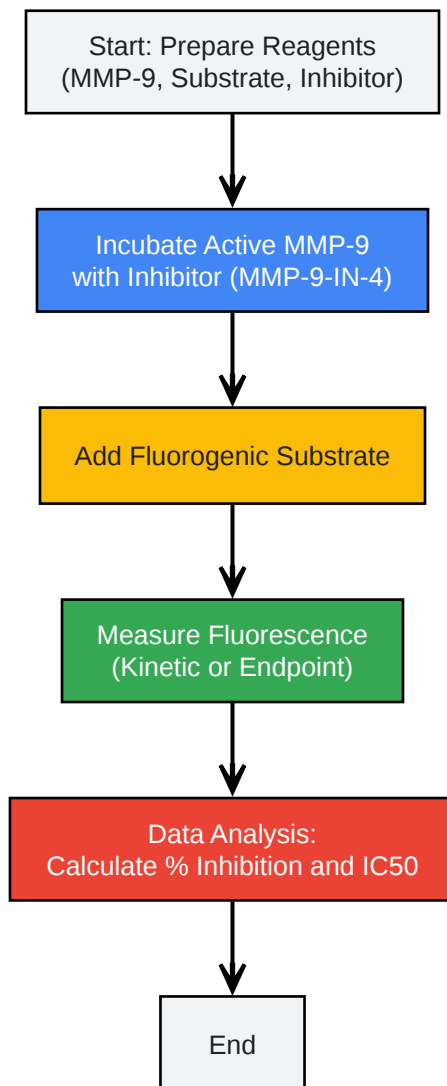 Start: Prepare Reagents
(MMP-9, Substrate, Inhibitor)
Incubate Active MMP-9
with Inhibitor (MMP-9-IN-4)
Add Fluorogenic Substrate
Measure Fluorescence
(Kinetic or Endpoint)
Data Analysis:
Calculate % Inhibition and IC50
End